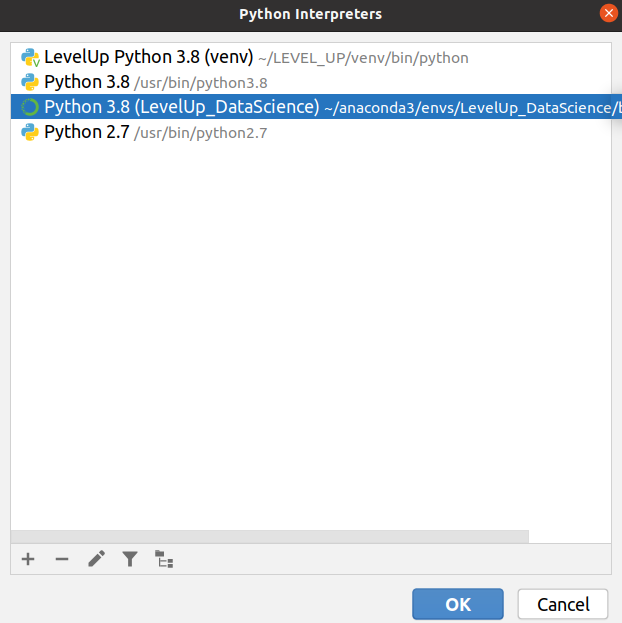 Python Interpreters
LevelUp Python 3.8 (venv) ~/LEVEL_UP/venv/bin/python
Python 3.8 /usr/bin/python3.8
Python 3.8 (LevelUp_DataScience) ~/anaconda3/envs/LevelUp_DataScience/b
Python 2.7 /usr/bin/python2.7
OK
Cancel